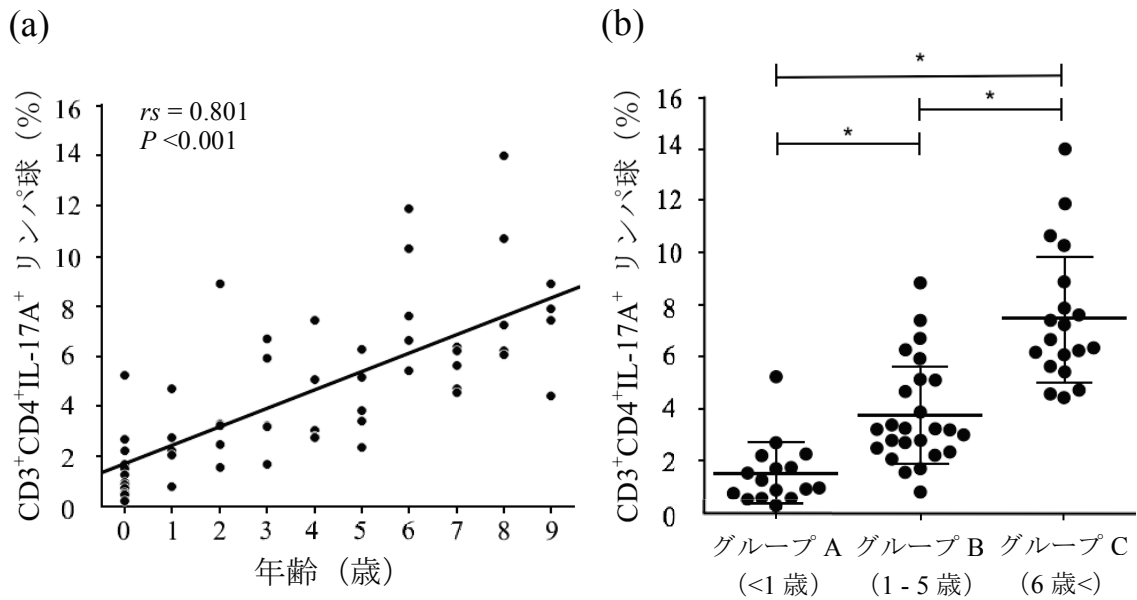 (a)
rs = 0.801
P <0.001
CD3⁺CD4⁺IL-17A⁺ リンパ球 (%)
16
14
12
10
8
6
4
2
0
0 1 2 3 4 5 6 7 8 9
年齢（歳）
(b)
*
*
*
CD3⁺CD4⁺IL-17A⁺ リンパ球 (%)
16
14
12
10
8
6
4
2
0
グループ A グループ B グループ C
(<1 歳) (1 - 5 歳) (6 歳<)